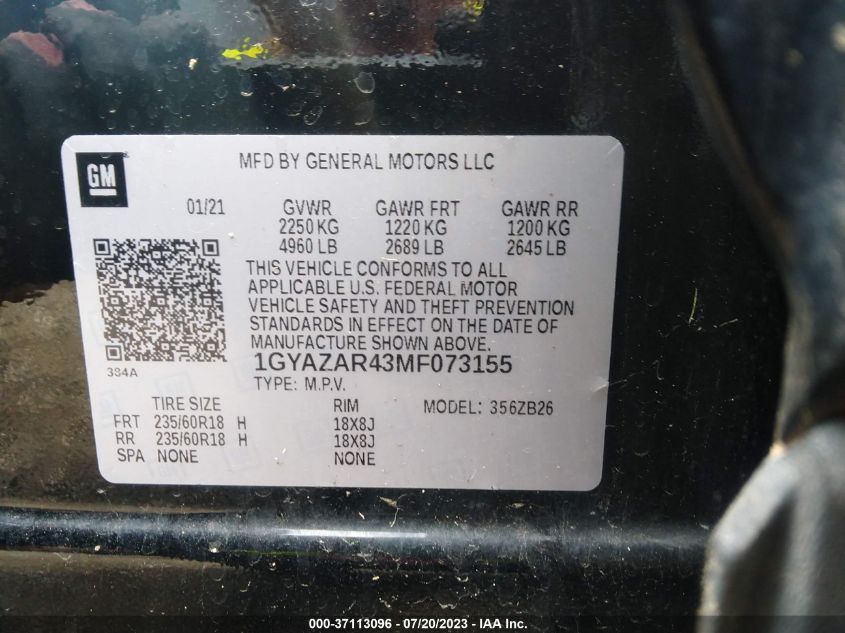 GM
MFD BY GENERAL MOTORS LLC
01/21 GVWR GAWR FRT GAWR RR
2250 KG 1220 KG 1200 KG
4960 LB 2689 LB 2645 LB
THIS VEHICLE CONFORMS TO ALL
APPLICABLE U.S. FEDERAL MOTOR
VEHICLE SAFETY AND THEFT PREVENTION
STANDARDS IN EFFECT ON THE DATE OF
MANUFACTURE SHOWN ABOVE.
384A
1GYAZAR43MF073155
TYPE: M.P.V.
TIRE SIZE RIM MODEL: 356ZB26
FRT 235/60R18 H 18X8J
RR 235/60R18 H 18X8J
SPA NONE NONE
000-37113096 - 07/20/2023 - IAA Inc.